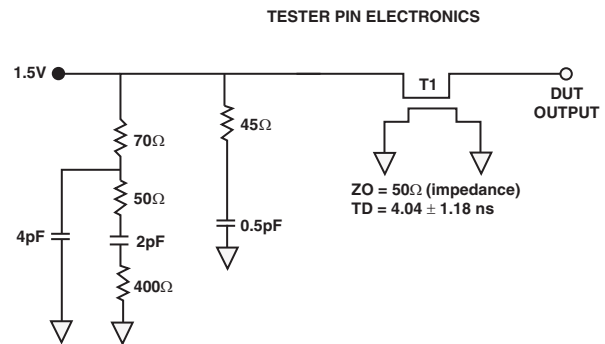 TESTER PIN ELECTRONICS
1.5V
T1
DUT
OUTPUT
70Ω
45Ω
50Ω
ZO = 50Ω (impedance)
TD = 4.04 ± 1.18 ns
4pF
2pF
0.5pF
400Ω